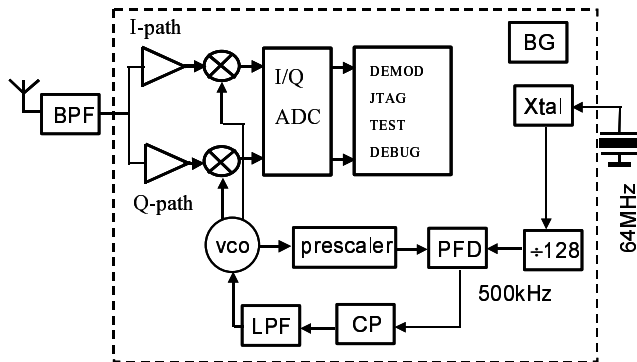 I-path
BG
I/Q
ADC
DEMOD
JTAG
TEST
DEBUG
BPF
Xtal
Q-path
64MHz
vco
prescaler
PFD
÷128
500kHz
LPF
CP